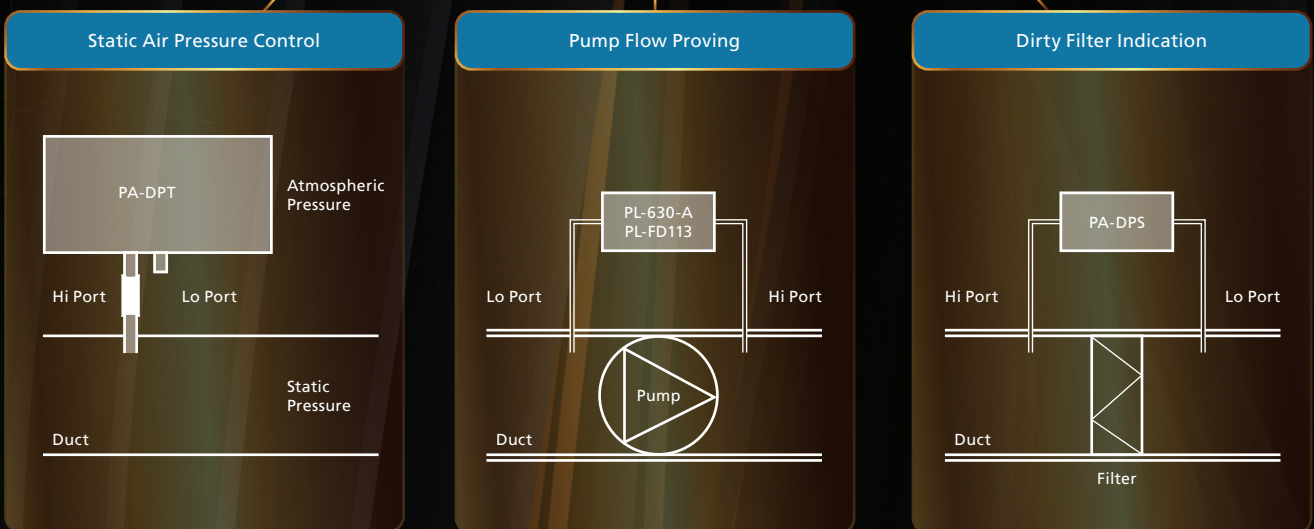 Static Air Pressure Control
PA-DPT
Atmospheric
Pressure
Hi Port
Lo Port
Static
Pressure
Duct
Pump Flow Proving
PL-630-A
PL-FD113
Lo Port
Hi Port
Pump
Duct
Dirty Filter Indication
PA-DPS
Hi Port
Lo Port
Duct
Filter